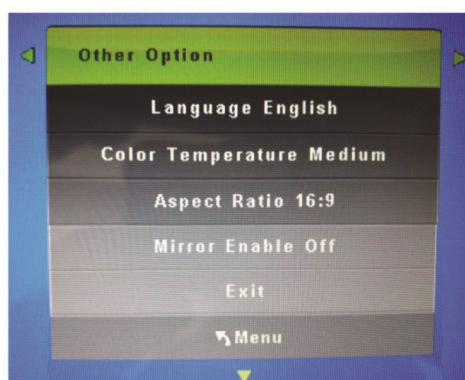 Other Option
Language English
Color Temperature Medium
Aspect Ratio 16:9
Mirror Enable Off
Exit
Menu